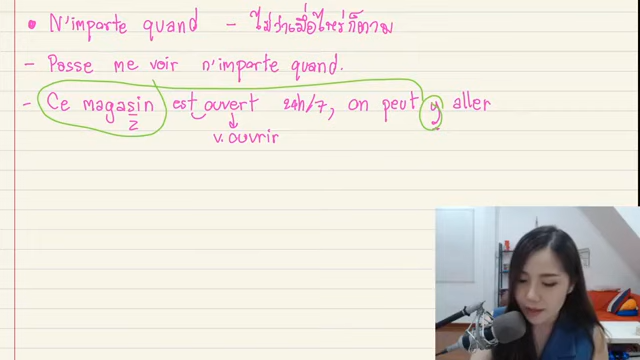 • N'importe quand - ไม่ว่าเมื่อไหร่ก็ตาม
- Passe me voir n'importe quand.
- Ce magasin est ouvert 24h/7, on peut y aller
z
v. ouvrir